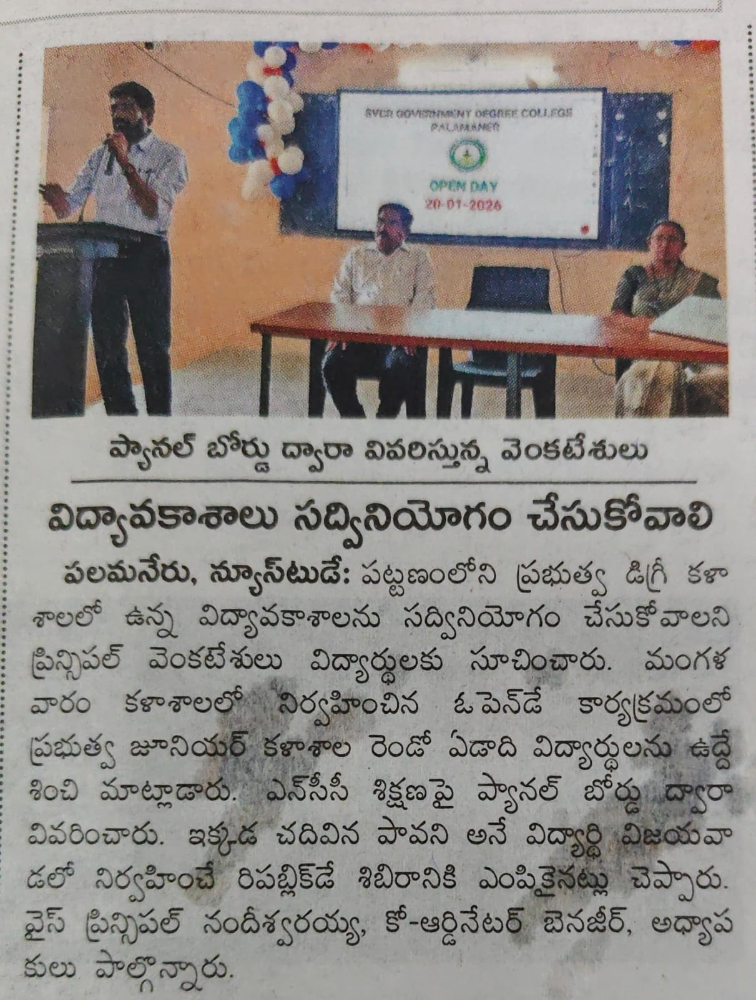 SVCR GOVERNMENT DEGREE COLLEGE
PALAMANER
OPEN DAY
20-01-2026
ప్యానల్ బోర్డు ద్వారా వివరిస్తున్న వెంకటేశులు
విద్యావకాశాలు సద్వినియోగం చేసుకోవాలి
పలమనేరు, న్యూస్‌టుడే: పట్టణంలోని ప్రభుత్వ డిగ్రీ కళా
శాలలో ఉన్న విద్యావకాశాలను సద్వినియోగం చేసుకోవాలని
ప్రిన్సిపల్ వెంకటేశులు విద్యార్థులకు సూచించారు. మంగళ
వారం కళాశాలలో నిర్వహించిన ఓపెన్‌డే కార్యక్రమంలో
ప్రభుత్వ జూనియర్ కళాశాల రెండో ఏడాది విద్యార్థులను ఉద్దే
శించి మాట్లాడారు. ఎన్‌సీసీ శిక్షణపై ప్యానల్ బోర్డు ద్వారా
వివరించారు. ఇక్కడ చదివిన పావని అనే విద్యార్థి విజయవా
డలో నిర్వహించే రిపబ్లిక్‌డే శిబిరానికి ఎంపికైనట్లు చెప్పారు.
వైస్ ప్రిన్సిపల్ నందీశ్వరయ్య, కో-ఆర్డినేటర్ బెనజీర్, అధ్యాప
కులు పాల్గొన్నారు.